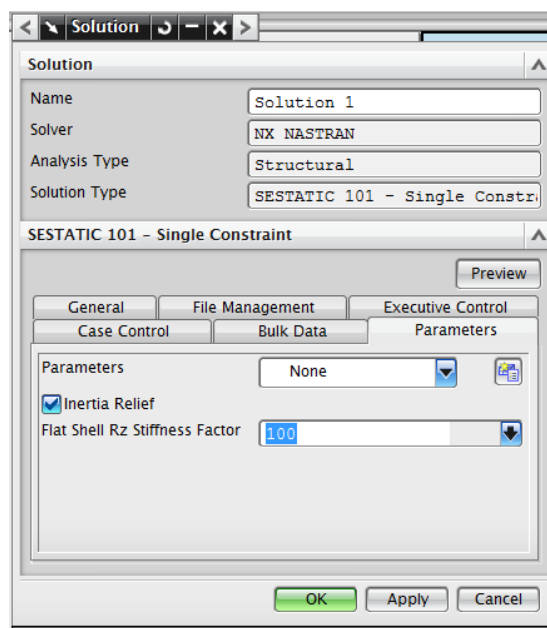 Solution
Solution
Name Solution 1
Solver NX NASTRAN
Analysis Type Structural
Solution Type SESTATIC 101 - Single Constr
SESTATIC 101 - Single Constraint
Preview
General File Management Executive Control
Case Control Bulk Data Parameters
Parameters None
Inertia Relief
Flat Shell Rz Stiffness Factor 100
OK Apply Cancel